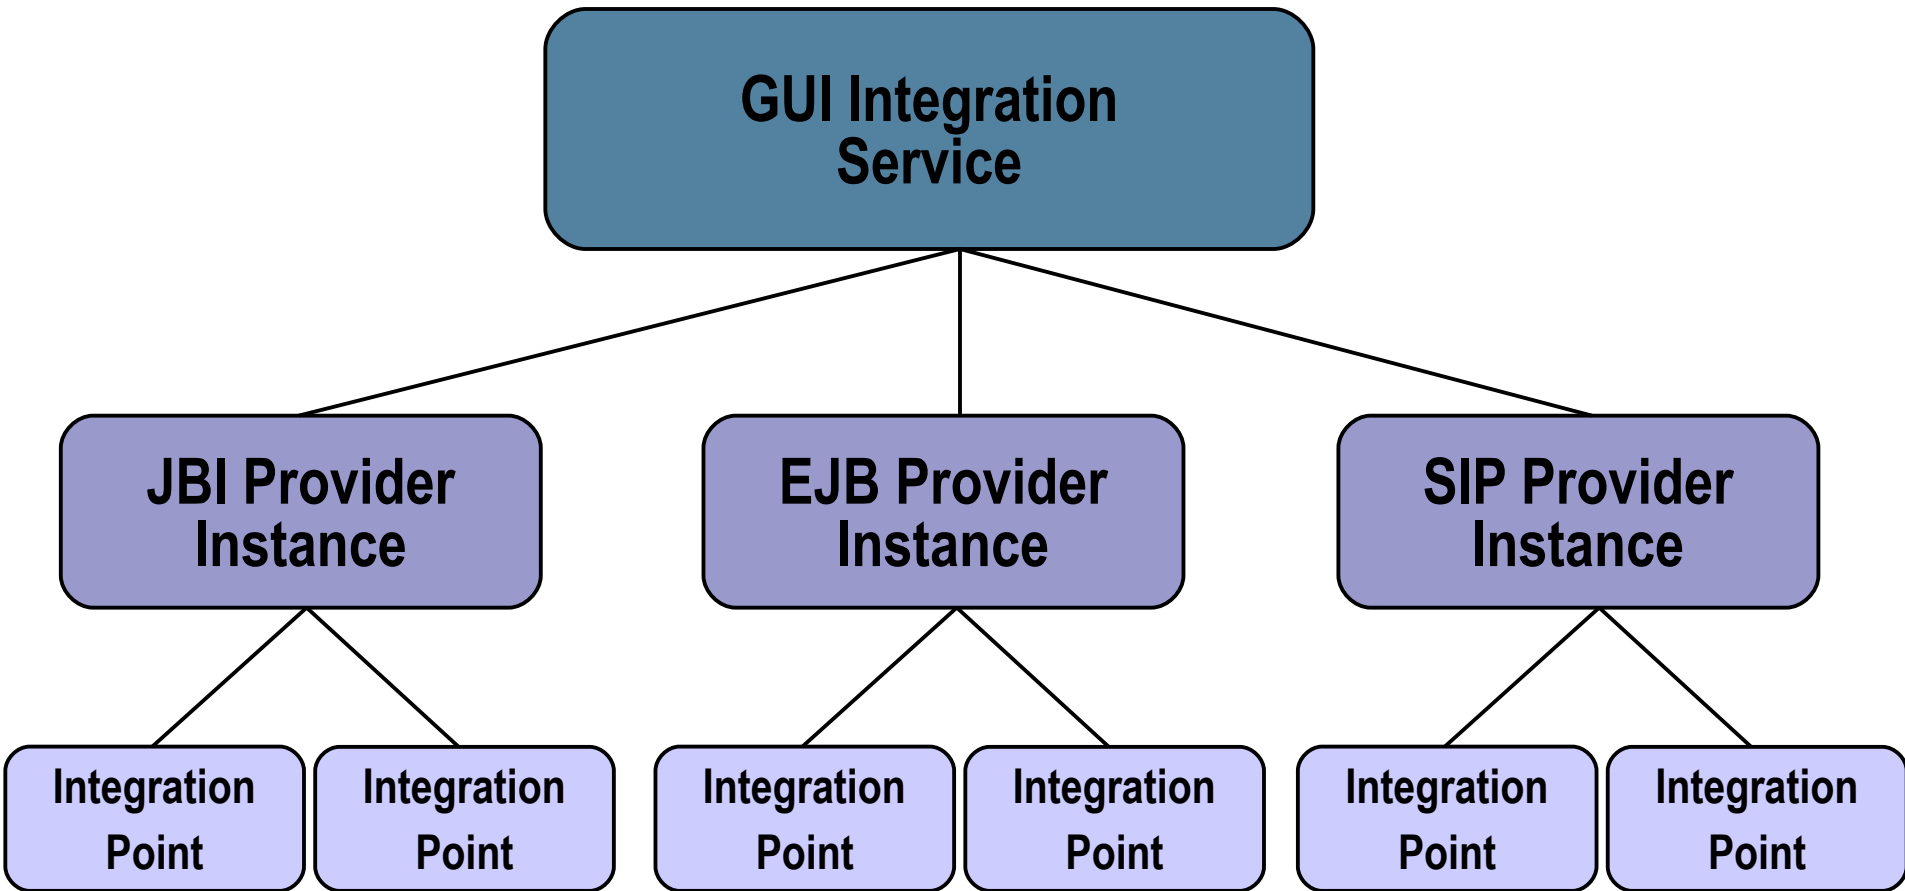 GUI Integration
Service
JBI Provider
Instance
EJB Provider
Instance
SIP Provider
Instance
Integration
Point
Integration
Point
Integration
Point
Integration
Point
Integration
Point
Integration
Point